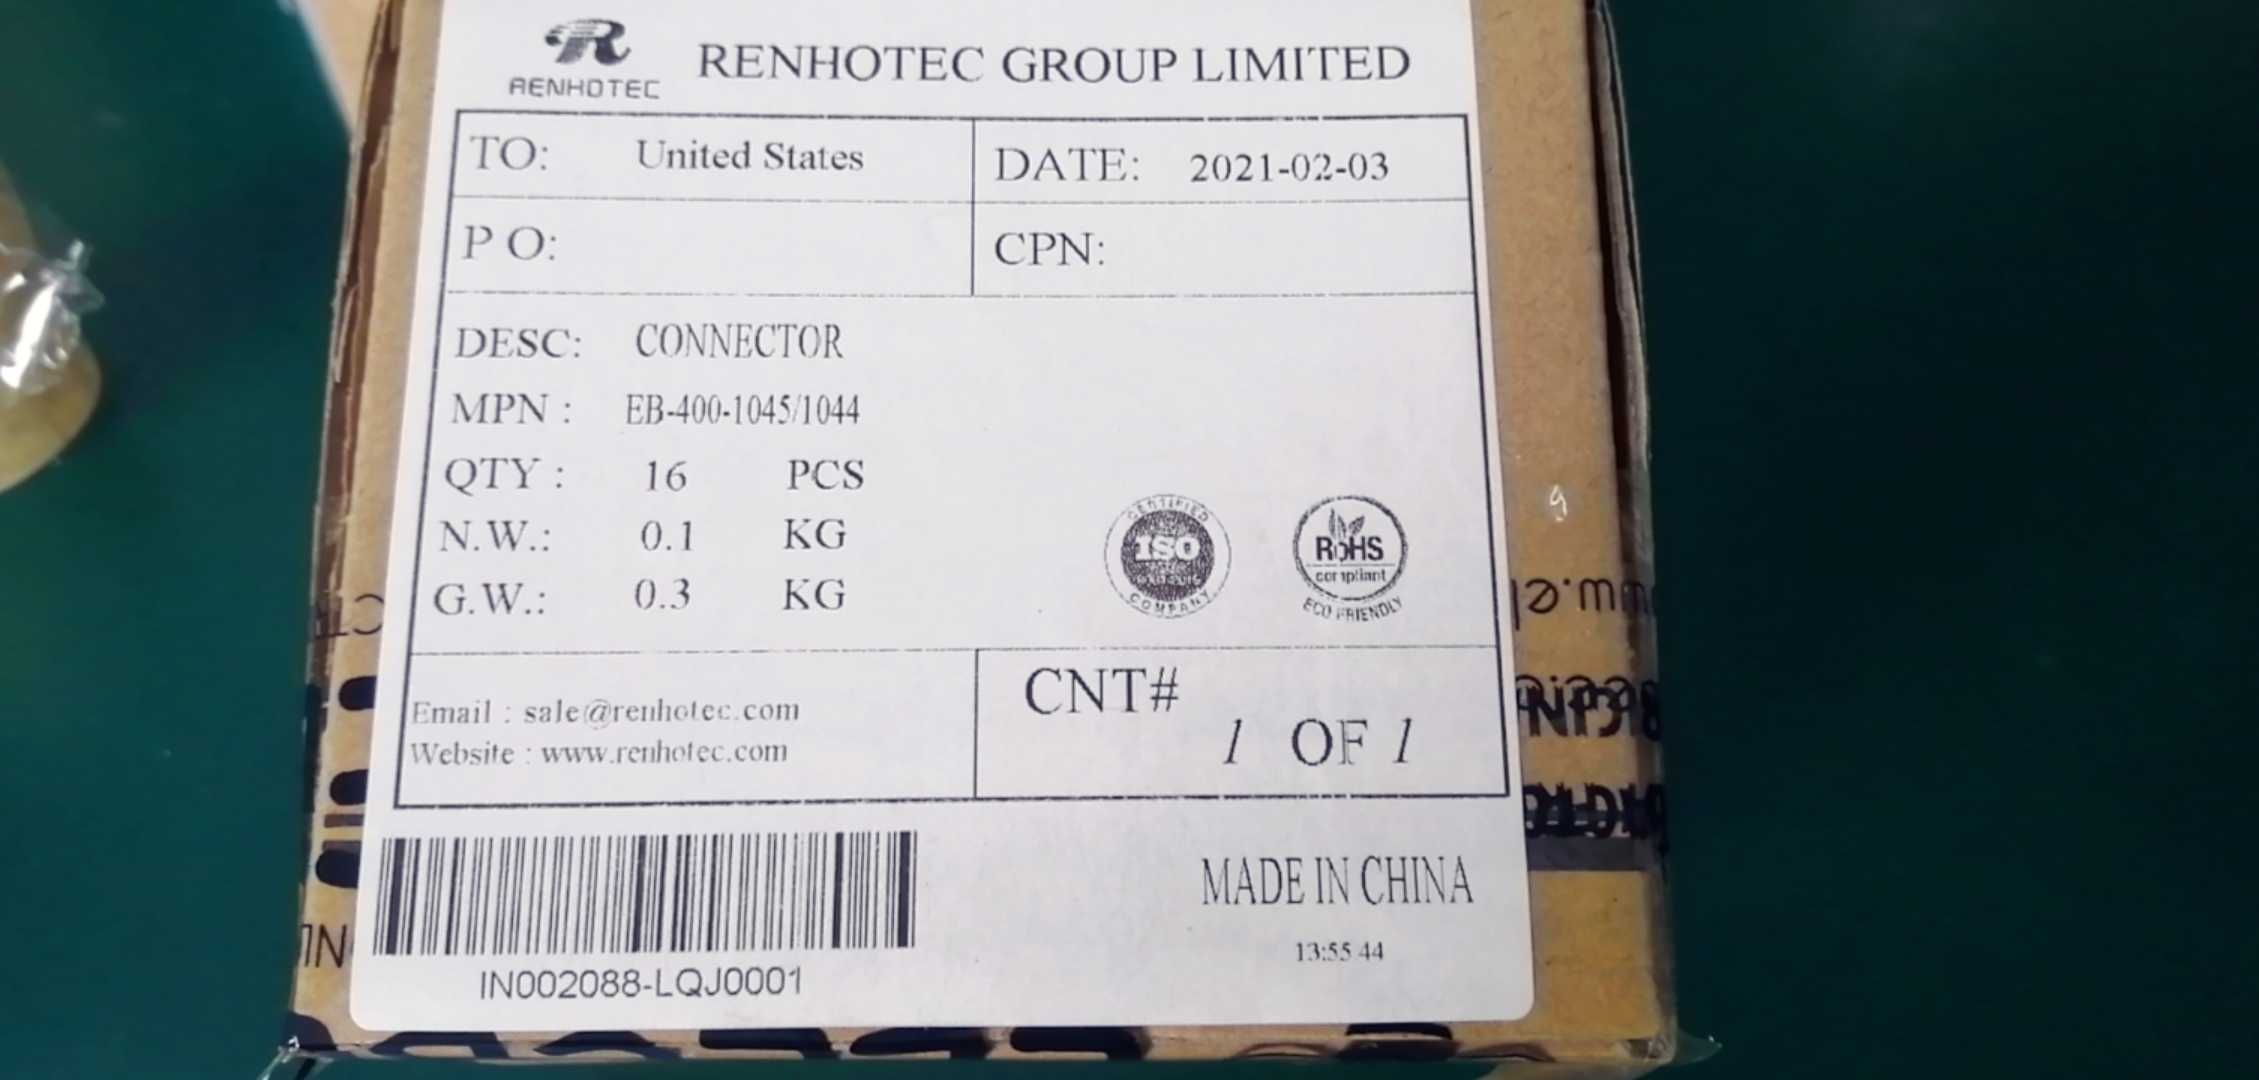 RENHOTEC
RENHOTEC GROUP LIMITED
TO: United States DATE: 2021-02-03
P O: CPN:
DESC: CONNECTOR
MPN : EB-400-1045/1044
QTY : 16 PCS
N.W.: 0.1 KG
G.W.: 0.3 KG
CERTIFIED
ISO
COMPANY
RoHS
compliant
ECO FRIENDLY
Email : sale@renhotec.com
Website : www.renhotec.com
CNT#
1 OF 1
IN002088-LQJ0001
MADE IN CHINA
13:55 44